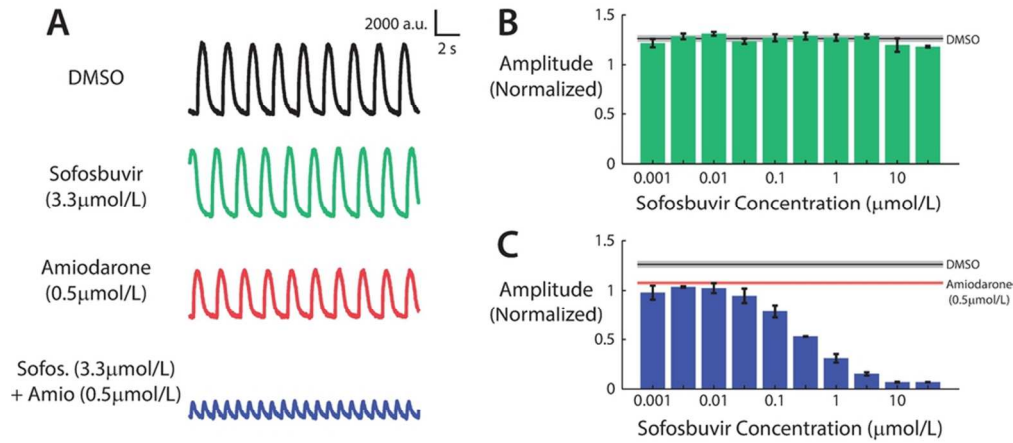 A
2000 a.u.
2 s
DMSO
Sofosbuvir
(3.3μmol/L)
Amiodarone
(0.5μmol/L)
Sofos. (3.3μmol/L)
+ Amio (0.5μmol/L)
B
Amplitude
(Normalized)
1.5
1
0.5
0
DMSO
0.001 0.01 0.1 1 10
Sofosbuvir Concentration (μmol/L)
C
Amplitude
(Normalized)
1.5
1
0.5
0
DMSO
Amiodarone
(0.5μmol/L)
0.001 0.01 0.1 1 10
Sofosbuvir Concentration (μmol/L)